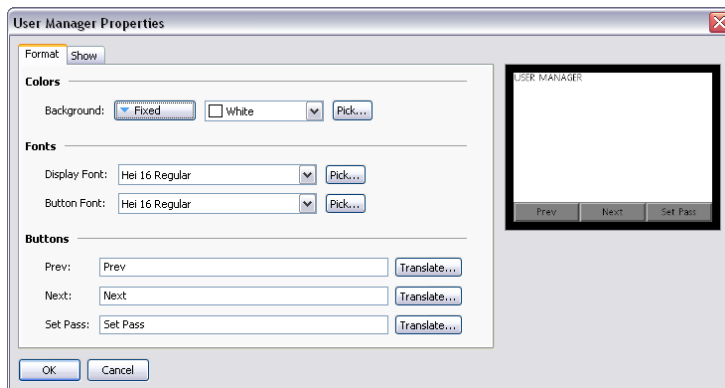 User Manager Properties
Format Show
Colors
Background: Fixed White Pick...
Fonts
Display Font: Hei 16 Regular Pick...
Button Font: Hei 16 Regular Pick...
Buttons
Prev: Prev Translate...
Next: Next Translate...
Set Pass: Set Pass Translate...
OK Cancel
USER MANAGER
Prev Next Set Pass